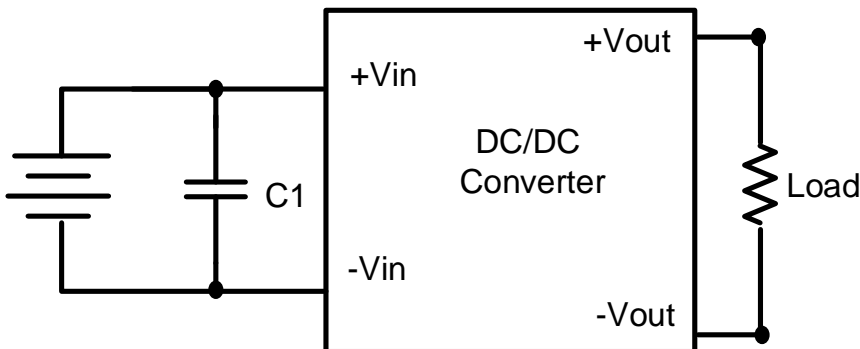 +Vout
+Vin
DC/DC
Converter
C1
Load
-Vin
-Vout